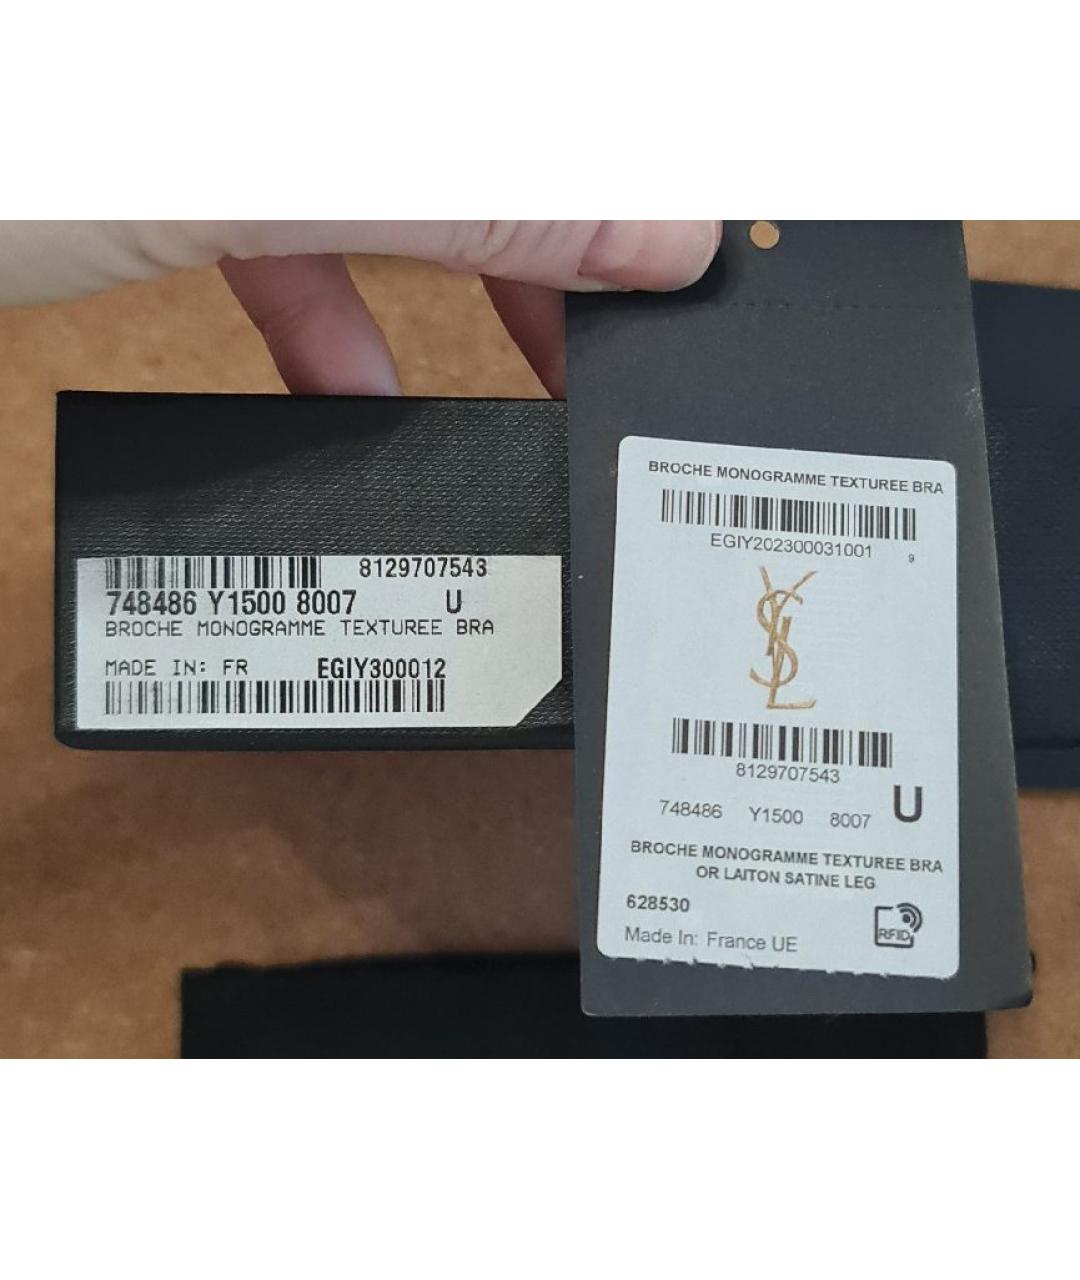 8129707543
748486 Y1500 8007 U
BROCHE MONOGRAMME TEXTUREE BRA
MADE IN: FR EGIY300012
BROCHE MONOGRAMME TEXTUREE BRA
EGIY202300031001 9
YSL
8129707543
748486 Y1500 8007 U
BROCHE MONOGRAMME TEXTUREE BRA
OR LAITON SATINE LEG
628530
RFID
Made In: France UE